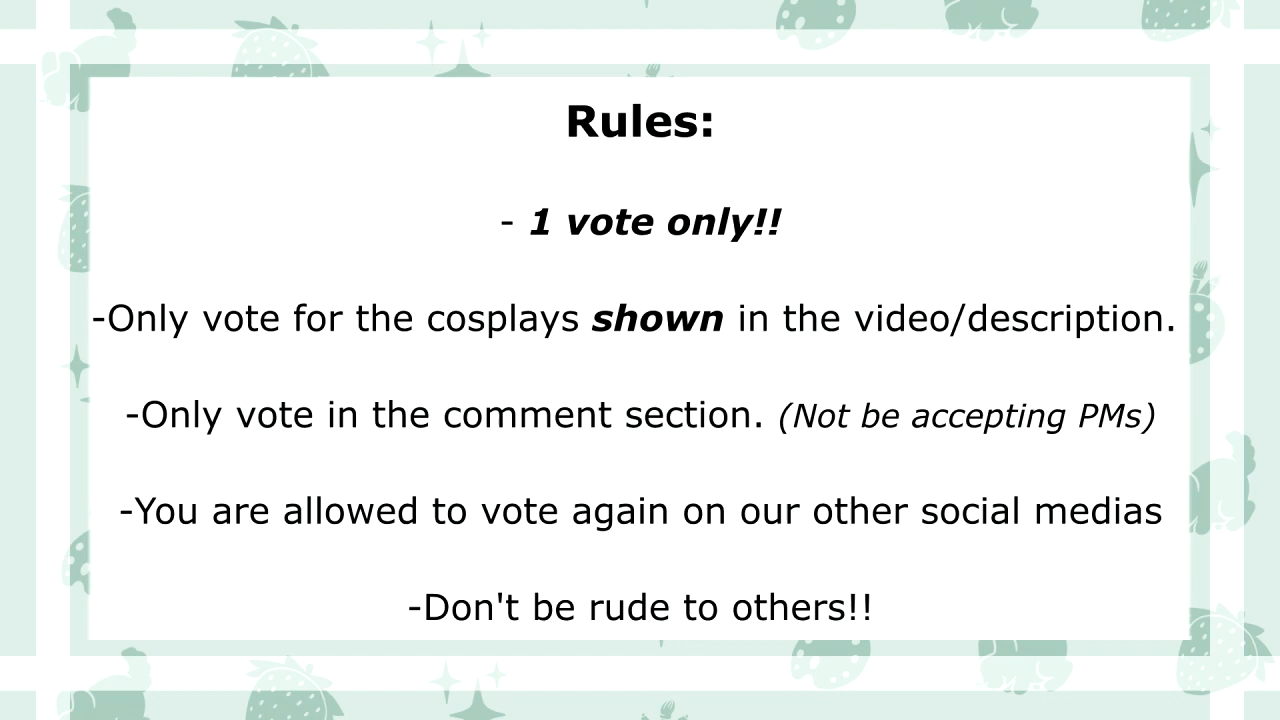 Rules:
- 1 vote only!!
-Only vote for the cosplays shown in the video/description.
-Only vote in the comment section. (Not be accepting PMs)
-You are allowed to vote again on our other social medias
-Don't be rude to others!!